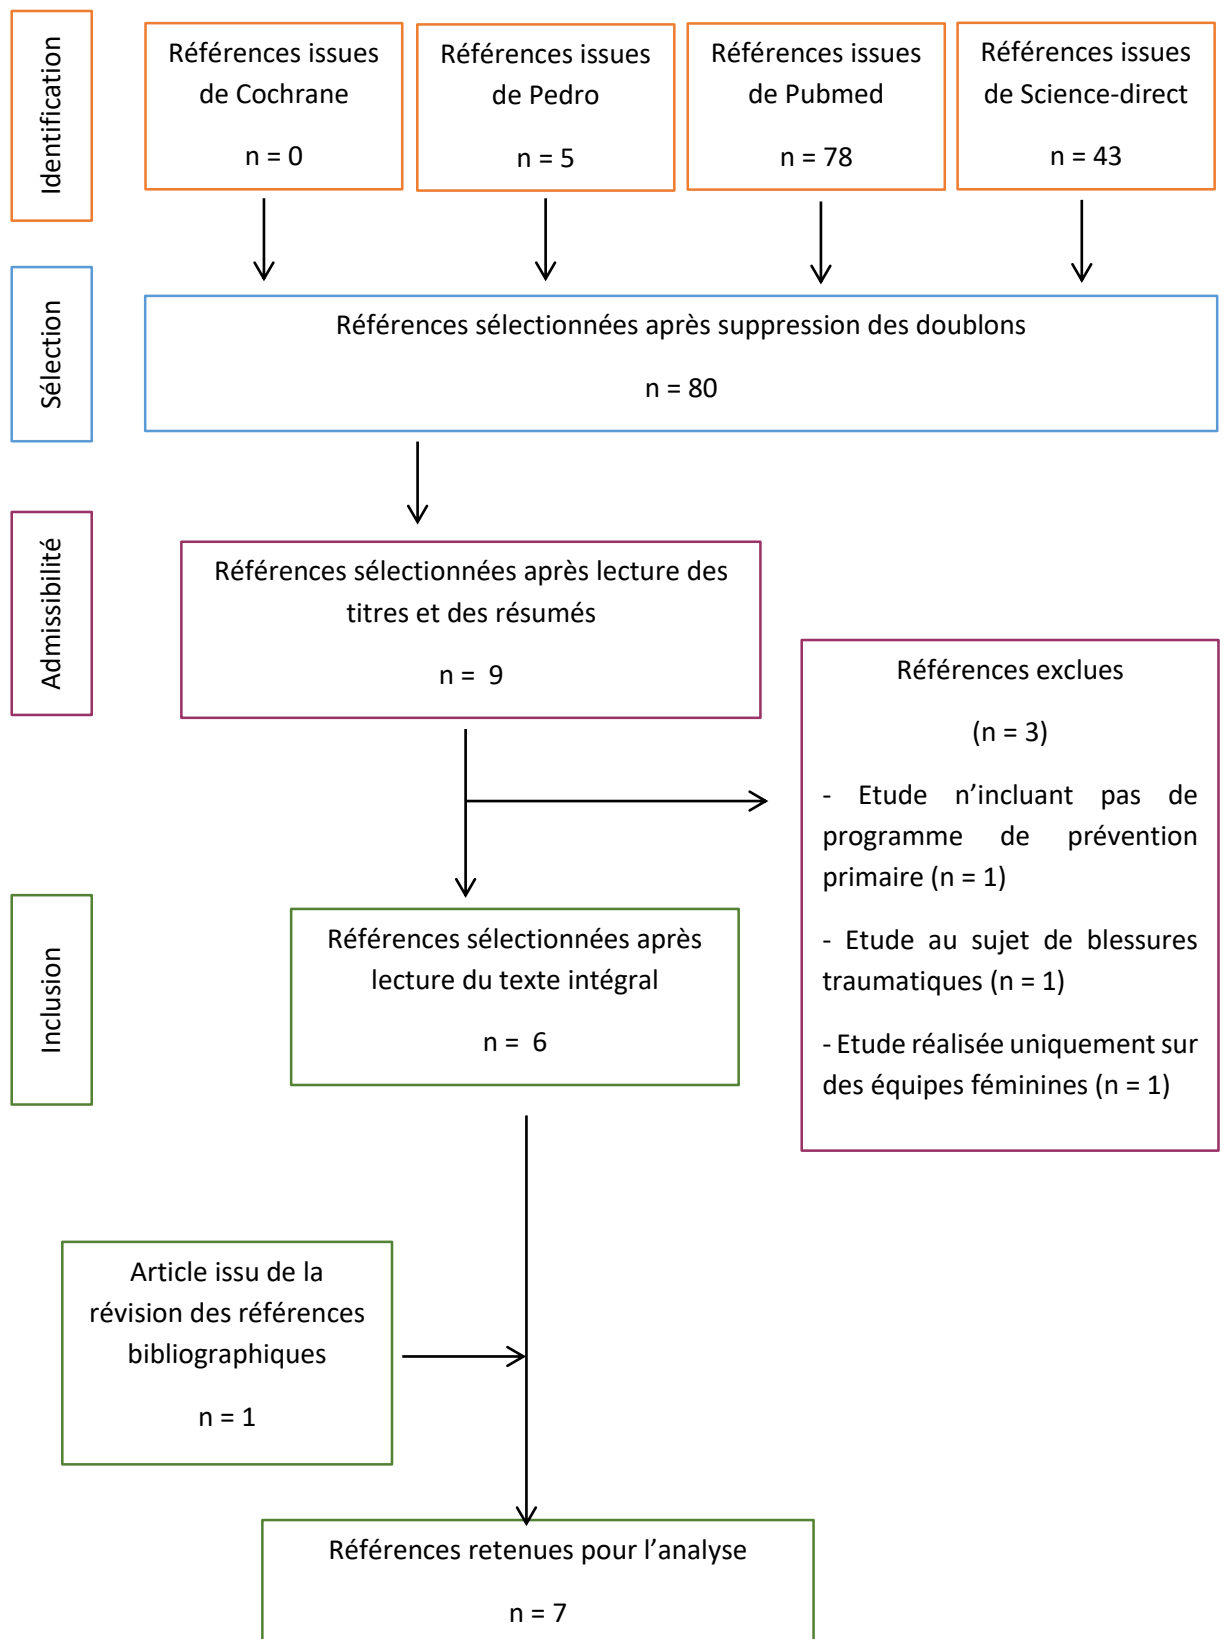 Identification
Références issues
de Cochrane
n = 0
Références issues
de Pedro
n = 5
Références issues
de Pubmed
n = 78
Références issues
de Science-direct
n = 43
Sélection
Références sélectionnées après suppression des doublons
n = 80
Admissibilité
Références sélectionnées après lecture des
titres et des résumés
n = 9
Références exclues
(n = 3)
- Etude n’incluant pas de
programme de prévention
primaire (n = 1)
- Etude au sujet de blessures
traumatiques (n = 1)
- Etude réalisée uniquement sur
des équipes féminines (n = 1)
Inclusion
Références sélectionnées après
lecture du texte intégral
n = 6
Article issu de la
révision des références
bibliographiques
n = 1
Références retenues pour l’analyse
n = 7